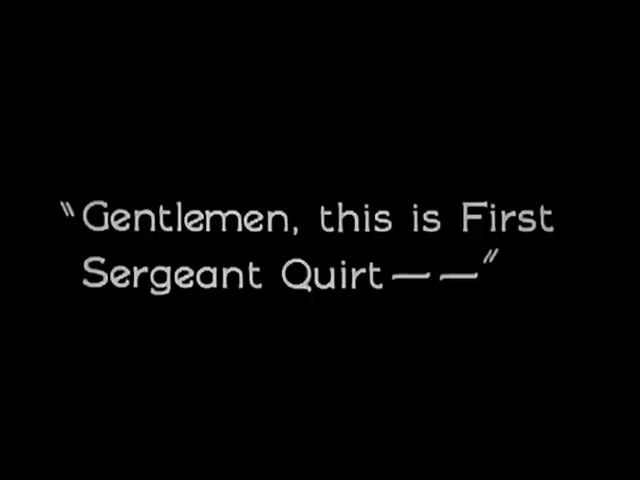 "Gentlemen, this is First
Sergeant Quirt — —"